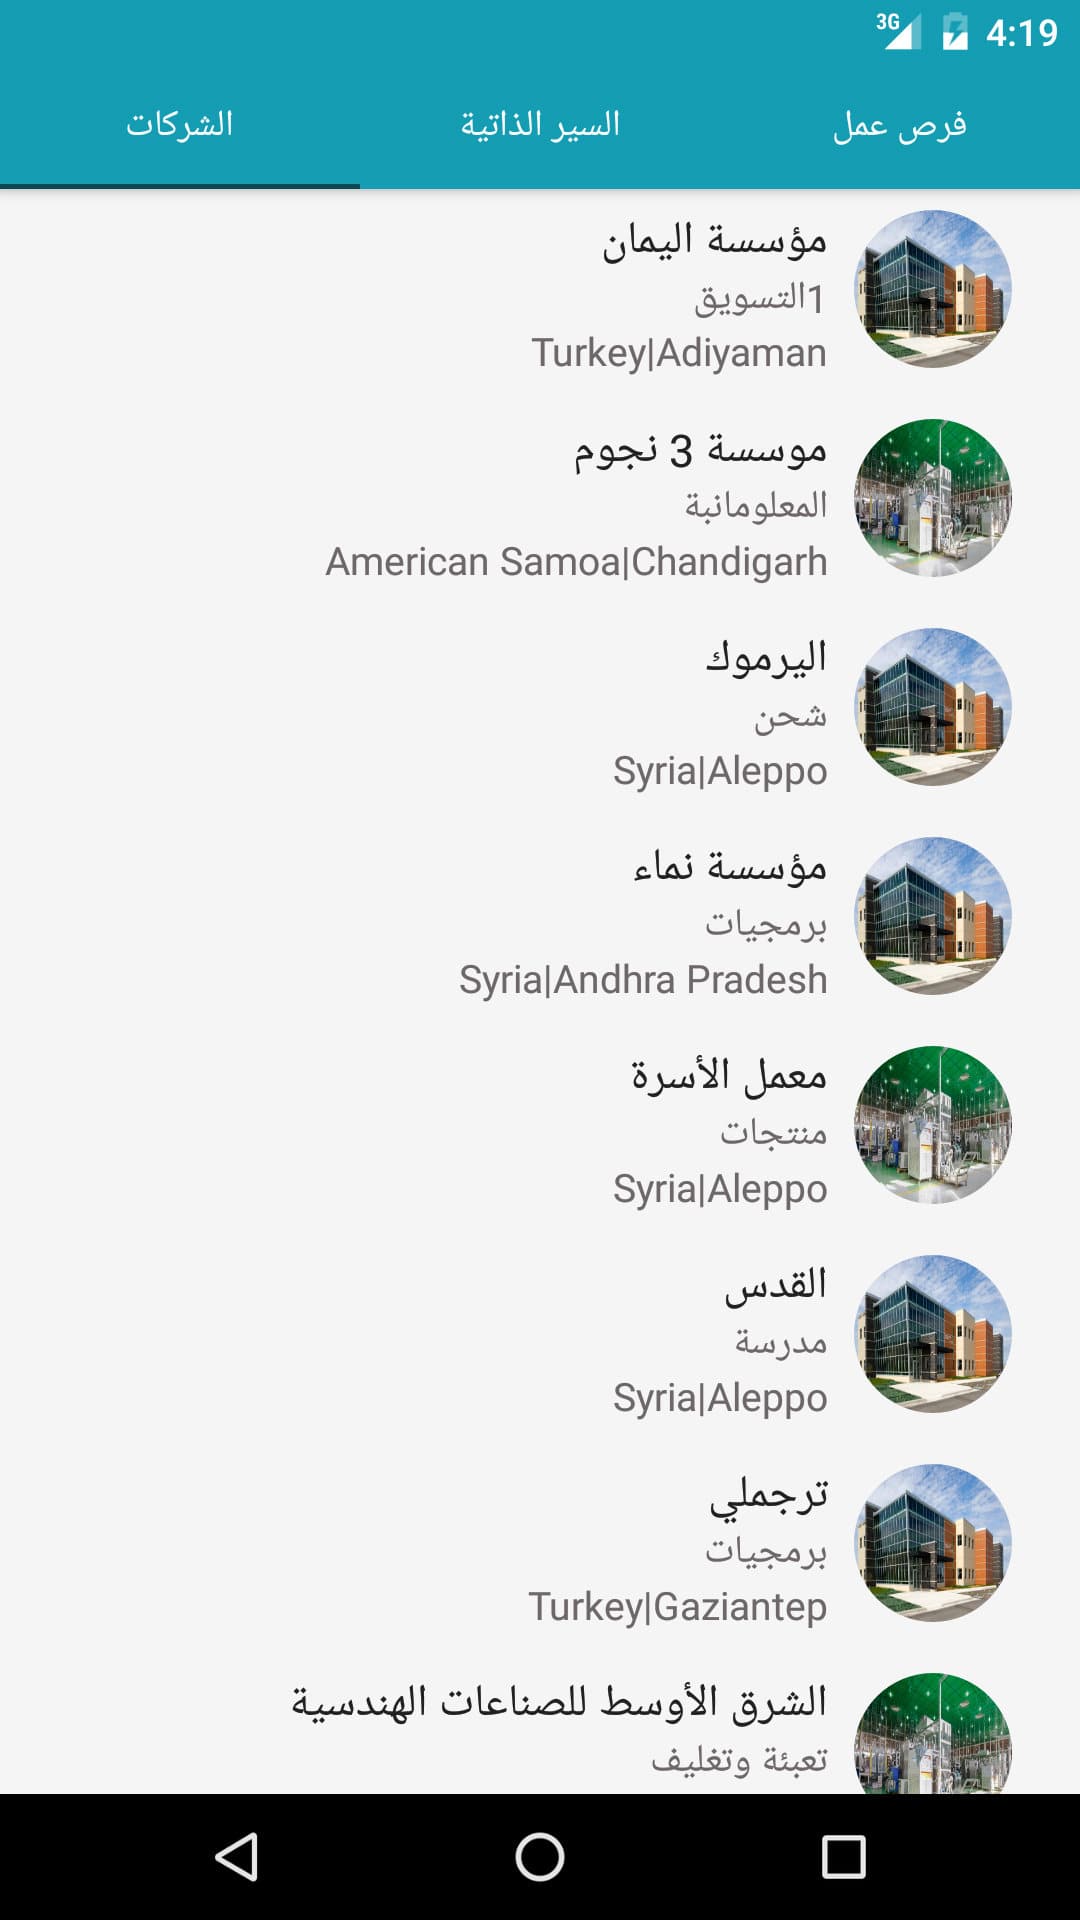 3G 4:19
فرص عمل
السير الذاتية
الشركات
مؤسسة اليمان
1التسويق
Turkey|Adiyaman
موسسة 3 نجوم
المعلومانبة
American Samoa|Chandigarh
اليرموك
شحن
Syria|Aleppo
مؤسسة نماء
برمجيات
Syria|Andhra Pradesh
معمل الأسرة
منتجات
Syria|Aleppo
القدس
مدرسة
Syria|Aleppo
ترجملي
برمجيات
Turkey|Gaziantep
الشرق الأوسط للصناعات الهندسية
تعبئة وتغليف